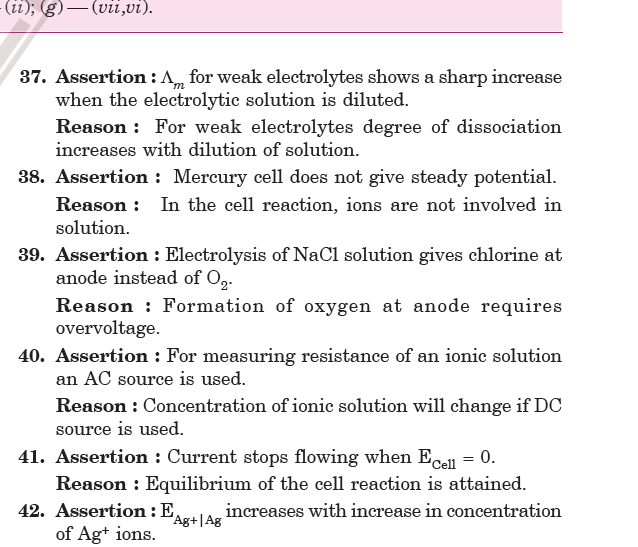 (ii); (g) — (vii,vi).
37. Assertion : Λm for weak electrolytes shows a sharp increase
when the electrolytic solution is diluted.
Reason : For weak electrolytes degree of dissociation
increases with dilution of solution.
38. Assertion : Mercury cell does not give steady potential.
Reason : In the cell reaction, ions are not involved in
solution.
39. Assertion : Electrolysis of NaCl solution gives chlorine at
anode instead of O2.
Reason : Formation of oxygen at anode requires
overvoltage.
40. Assertion : For measuring resistance of an ionic solution
an AC source is used.
Reason : Concentration of ionic solution will change if DC
source is used.
41. Assertion : Current stops flowing when ECell = 0.
Reason : Equilibrium of the cell reaction is attained.
42. Assertion : EAg+|Ag increases with increase in concentration
of Ag+ ions.